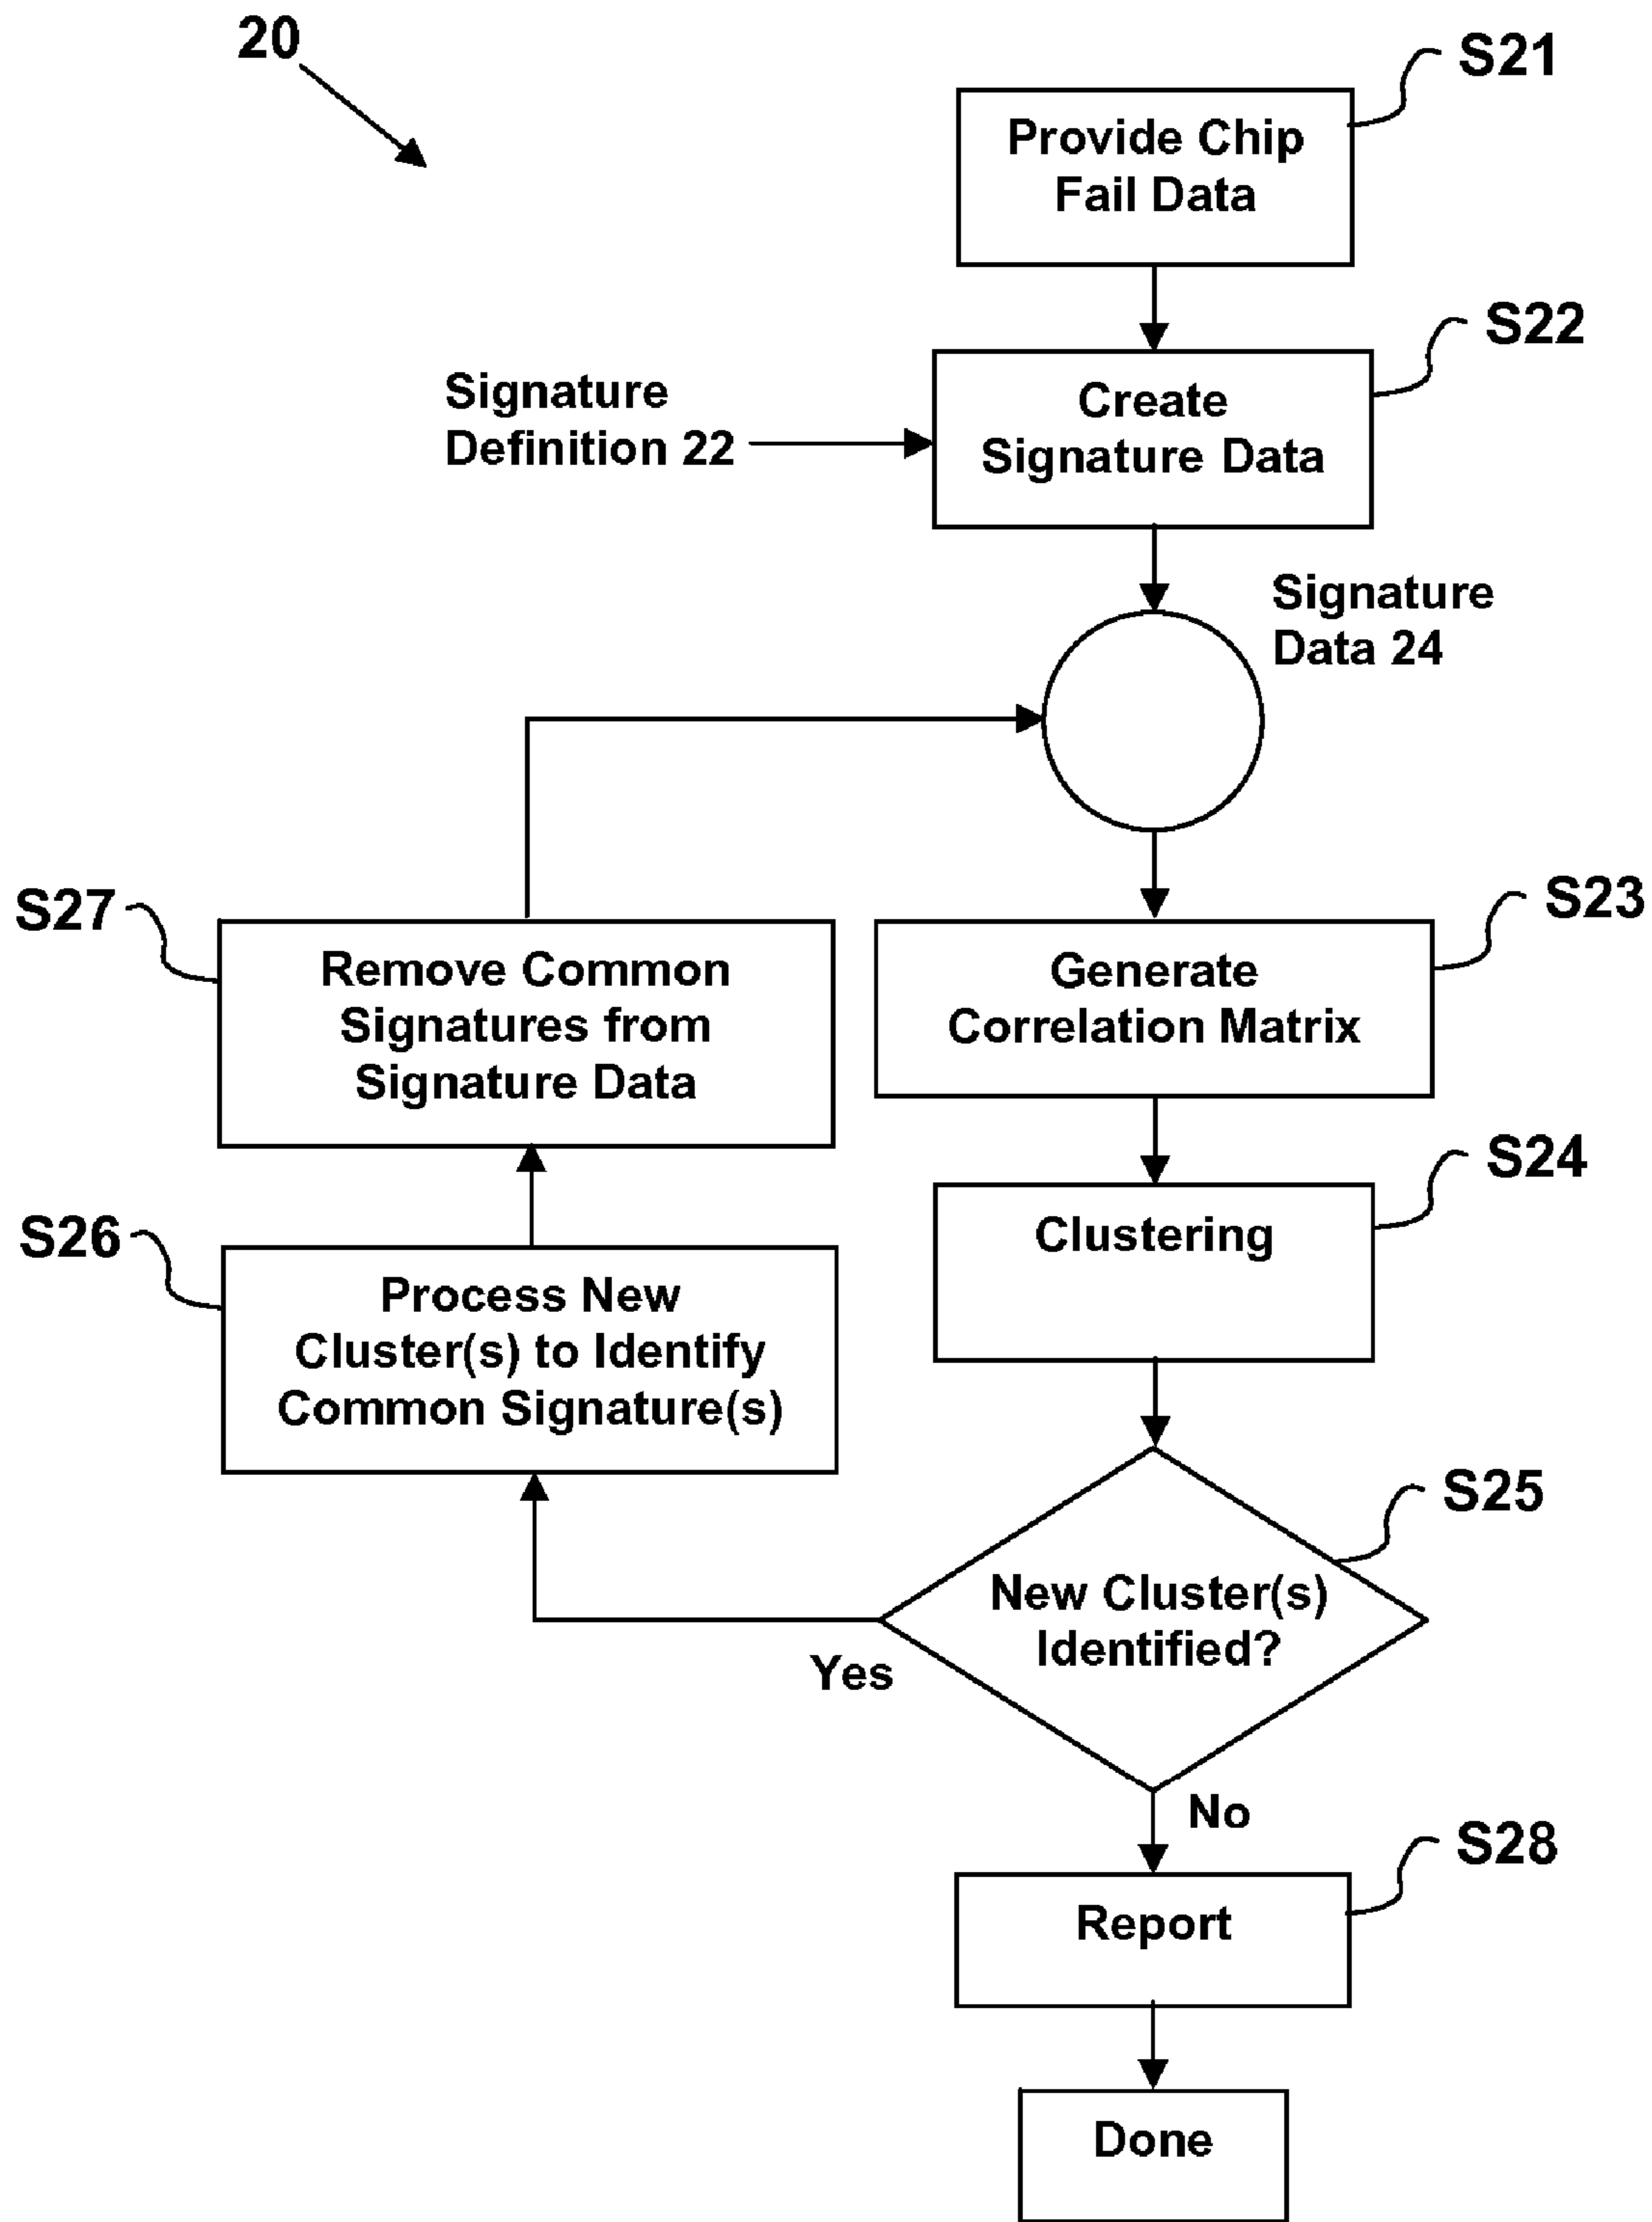 20
S21
Provide Chip
Fail Data
S22
Signature
Definition 22
Create
Signature Data
Signature
Data 24
S27
Remove Common
Signatures from
Signature Data
S23
Generate
Correlation Matrix
S24
Clustering
S26
Process New
Cluster(s) to Identify
Common Signature(s)
S25
New Cluster(s)
Identified?
Yes
No
S28
Report
Done